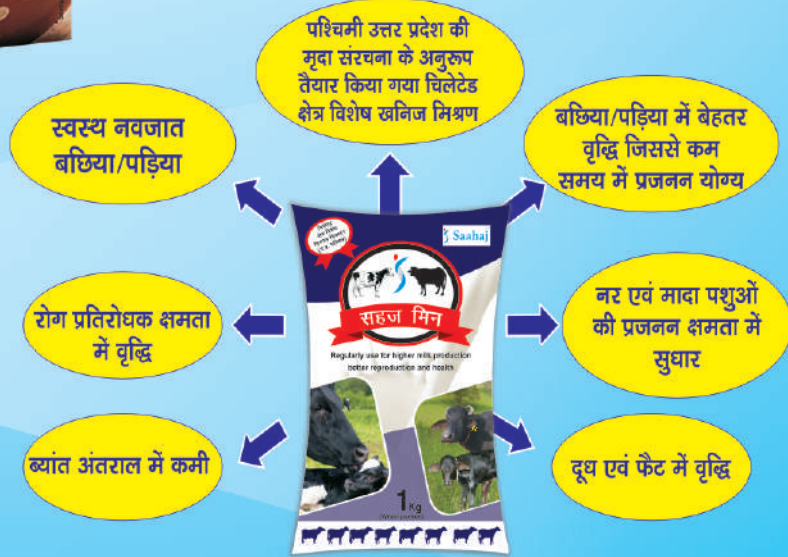 पश्चिमी उत्तर प्रदेश की
मृदा संरचना के अनुरूप
तैयार किया गया चिलेटेड
क्षेत्र विशेष खनिज मिश्रण
स्वस्थ नवजात
बछिया/पड़िया
बछिया/पड़िया में बेहतर
वृद्धि जिससे कम
समय में प्रजनन योग्य
Saahaj
सहज मिन
Regularly use for higher milk production
better reproduction and health
रोग प्रतिरोधक क्षमता
में वृद्धि
नर एवं मादा पशुओं
की प्रजनन क्षमता में
सुधार
ब्यांत अंतराल में कमी
दूध एवं फैट में वृद्धि
1 Kg